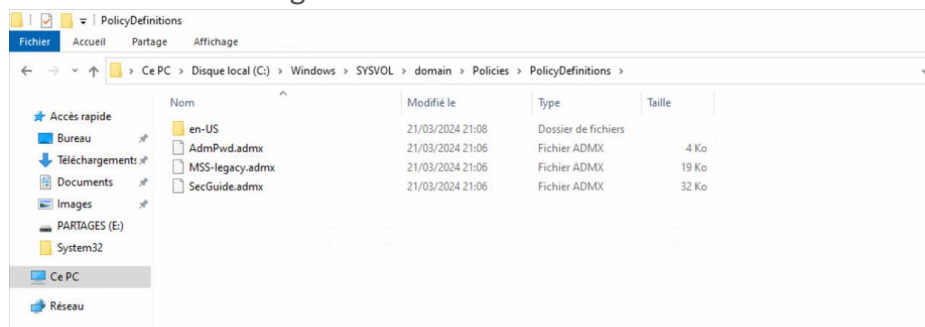 PolicyDefinitions
Fichier Accueil Partage Affichage
Ce PC > Disque local (C:) > Windows > SYSVOL > domain > Policies > PolicyDefinitions >
Nom Modifié le Type Taille
Accès rapide
en-US 21/03/2024 21:08 Dossier de fichiers
Bureau
AdmPwd.admx 21/03/2024 21:06 Fichier ADMX 4 Ko
Téléchargements
MSS-legacy.admx 21/03/2024 21:06 Fichier ADMX 19 Ko
Documents
SecGuide.admx 21/03/2024 21:06 Fichier ADMX 32 Ko
Images
PARTAGES (E:)
System32
Ce PC
Réseau